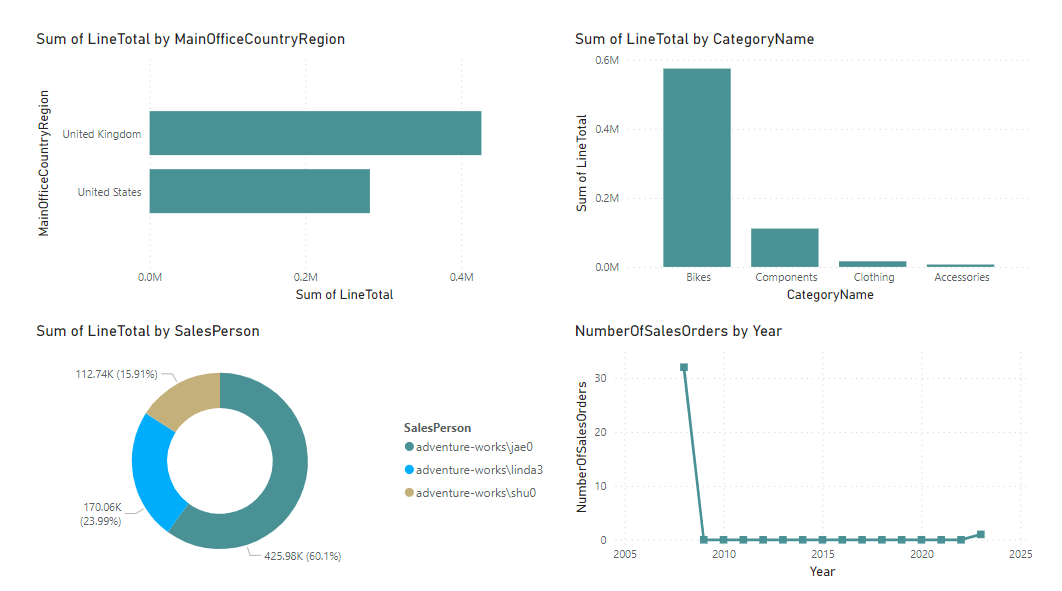 Sum of LineTotal by MainOfficeCountryRegion
MainOfficeCountryRegion
United Kingdom
United States
0.0M 0.2M 0.4M
Sum of LineTotal
Sum of LineTotal by CategoryName
Sum of LineTotal
0.6M
0.4M
0.2M
0.0M
Bikes Components Clothing Accessories
CategoryName
Sum of LineTotal by SalesPerson
112.74K (15.91%)
170.06K
(23.99%)
425.98K (60.1%)
SalesPerson
adventure-works\jae0
adventure-works\linda3
adventure-works\shu0
NumberOfSalesOrders by Year
NumberOfSalesOrders
30
20
10
0
2005 2010 2015 2020 2025
Year